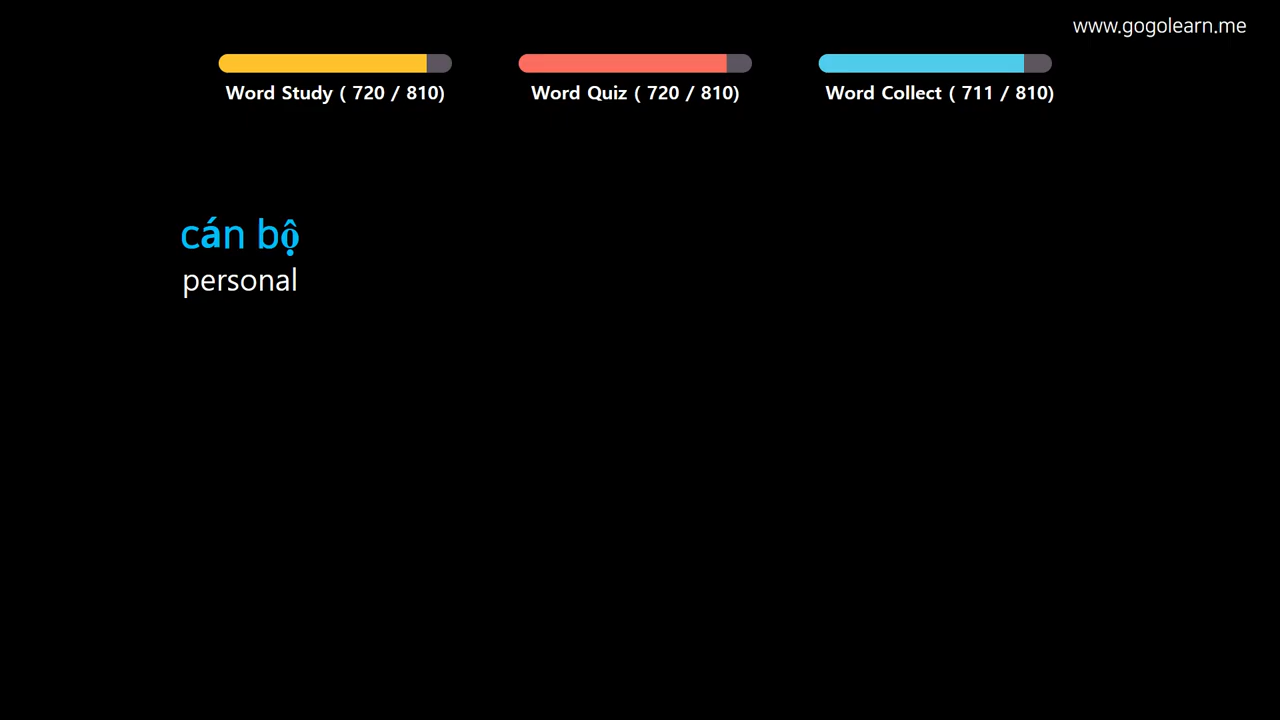 www.gogolearn.me
Word Study ( 720 / 810)
Word Quiz ( 720 / 810)
Word Collect ( 711 / 810)
cán bộ
personal